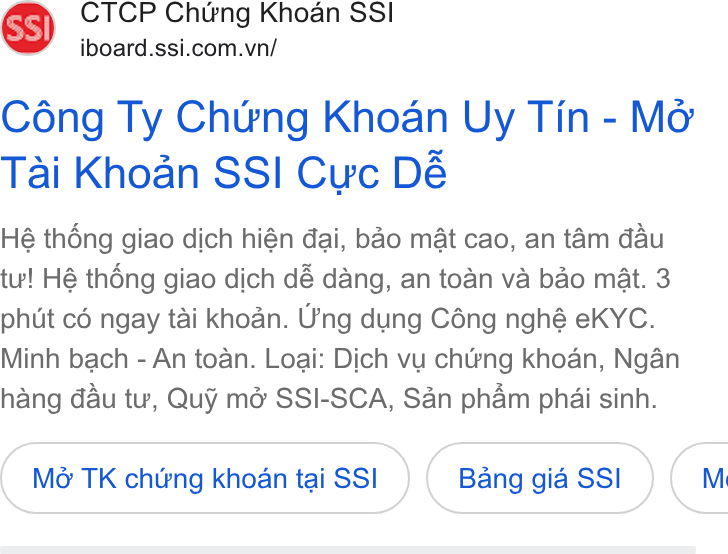 SSI
CTCP Chứng Khoán SSI
iboard.ssi.com.vn/
Công Ty Chứng Khoán Uy Tín - Mở
Tài Khoản SSI Cực Dễ
Hệ thống giao dịch hiện đại, bảo mật cao, an tâm đầu
tư! Hệ thống giao dịch dễ dàng, an toàn và bảo mật. 3
phút có ngay tài khoản. Ứng dụng Công nghệ eKYC.
Minh bạch - An toàn. Loại: Dịch vụ chứng khoán, Ngân
hàng đầu tư, Quỹ mở SSI-SCA, Sản phẩm phái sinh.
Mở TK chứng khoán tại SSI
Bảng giá SSI